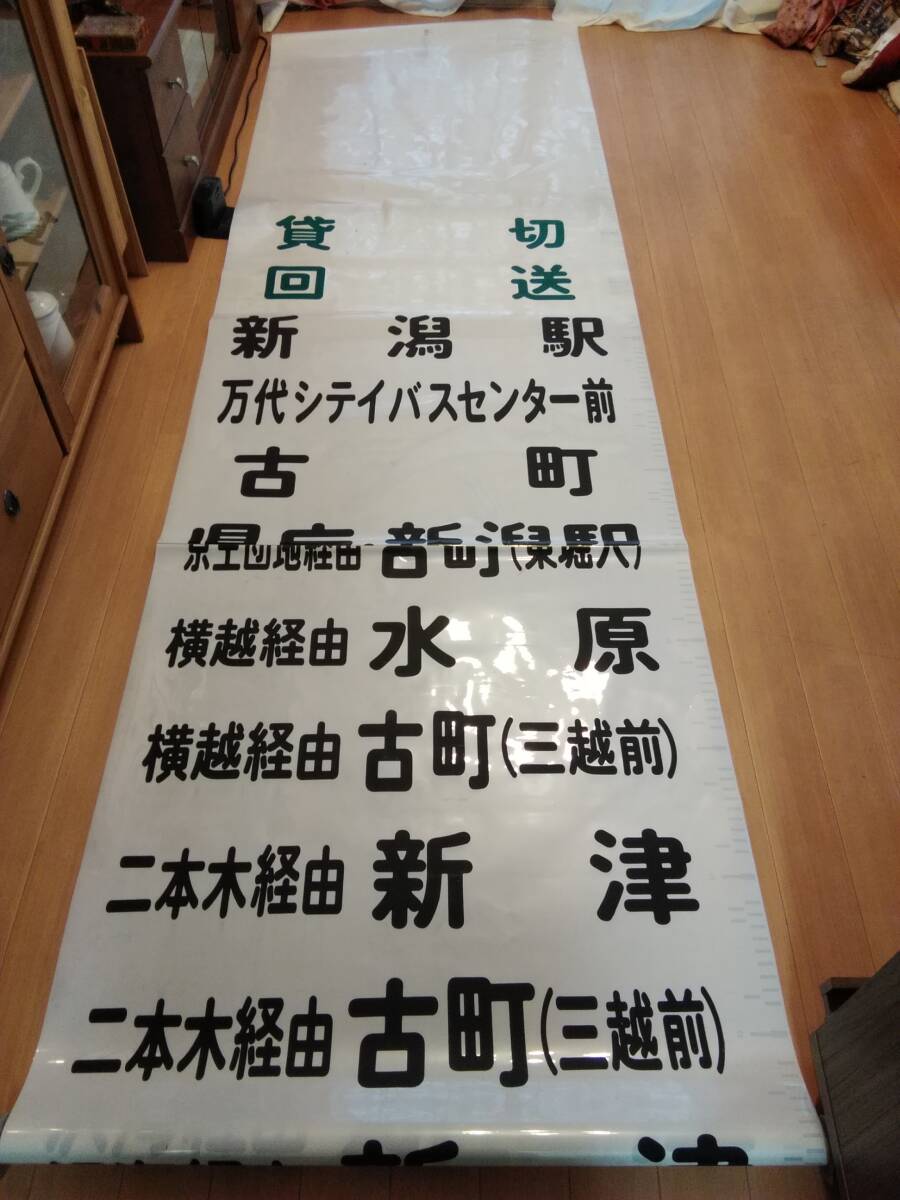 貸切
回送
新潟駅
万代シテイバスセンター前
古町
横越経由 水原
横越経由 古町(三越前)
二本木経由 新津
二本木経由 古町(三越前)
新津